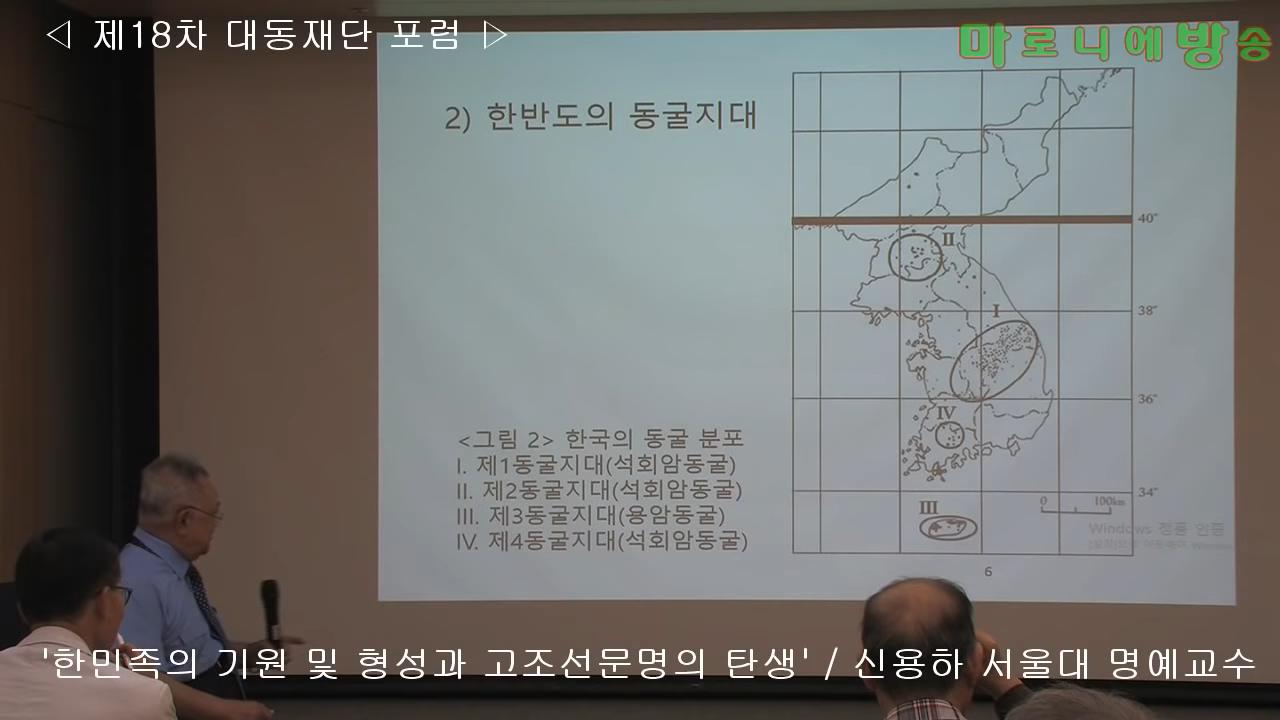 ◁ 제18차 대동재단 포럼 ▷
마로니에방송
2) 한반도의 동굴지대
40°
II
38°
I
36°
IV
34°
III
0 100km
<그림 2> 한국의 동굴 분포
I. 제1동굴지대(석회암동굴)
II. 제2동굴지대(석회암동굴)
III. 제3동굴지대(용암동굴)
IV. 제4동굴지대(석회암동굴)
Windows 정품 인증
6
'한민족의 기원 및 형성과 고조선문명의 탄생' / 신용하 서울대 명예교수